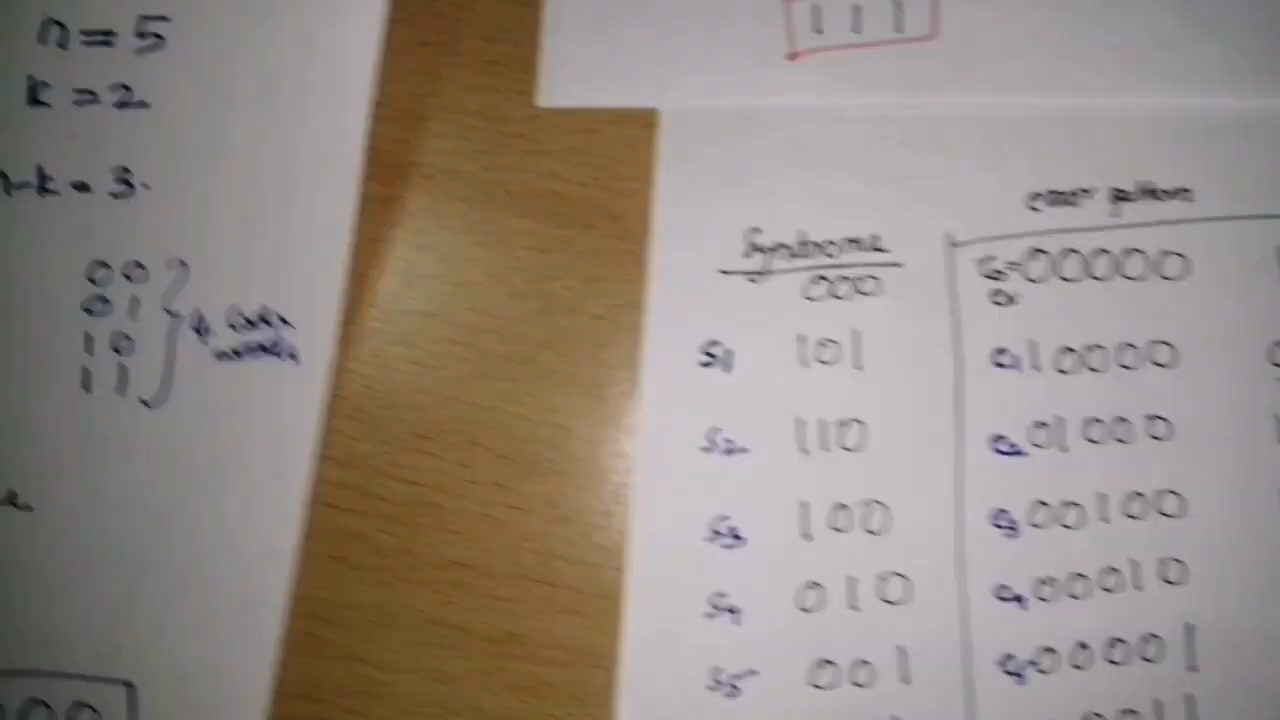 n = 5
k = 2
n-k = 3.
00
01
10
11
4
111
error pattern
Syndrome
000
00000
S1 101
e1 10000
S2 110
e2 01000
S3 100
e3 00100
S4 010
e4 00010
S5 001
e5 00001